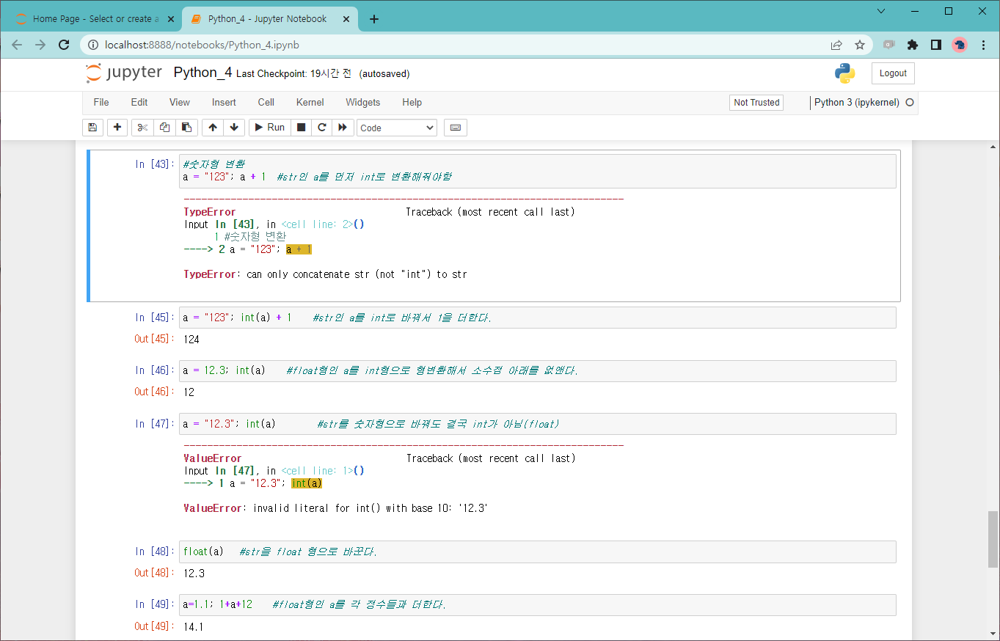 Home Page - Select or create a
Python_4 - Jupyter Notebook
localhost:8888/notebooks/Python_4.ipynb
jupyter Python_4 Last Checkpoint: 19시간 전 (autosaved)
Logout
File Edit View Insert Cell Kernel Widgets Help
Not Trusted
Python 3 (ipykernel)
Run
Code
In [43]: #숫자형 변환
a = "123"; a + 1 #str인 a를 먼저 int로 변환해줘야함
---------------------------------------------------------------------------
TypeError Traceback (most recent call last)
Input In [43], in <cell line: 2>()
1 #숫자형 변환
----> 2 a = "123"; a + 1
TypeError: can only concatenate str (not "int") to str
In [45]: a = "123"; int(a) + 1 #str인 a를 int로 바꿔서 1을 더한다.
Out[45]: 124
In [46]: a = 12.3; int(a) #float형인 a를 int형으로 형변환해서 소수점 아래를 없앤다.
Out[46]: 12
In [47]: a = "12.3"; int(a) #str를 숫자형으로 바꿔도 결국 int가 아님(float)
---------------------------------------------------------------------------
ValueError Traceback (most recent call last)
Input In [47], in <cell line: 1>()
----> 1 a = "12.3"; int(a)
ValueError: invalid literal for int() with base 10: '12.3'
In [48]: float(a) #str을 float 형으로 바꾼다.
Out[48]: 12.3
In [49]: a=1.1; 1+a+12 #float형인 a를 각 정수들과 더한다.
Out[49]: 14.1